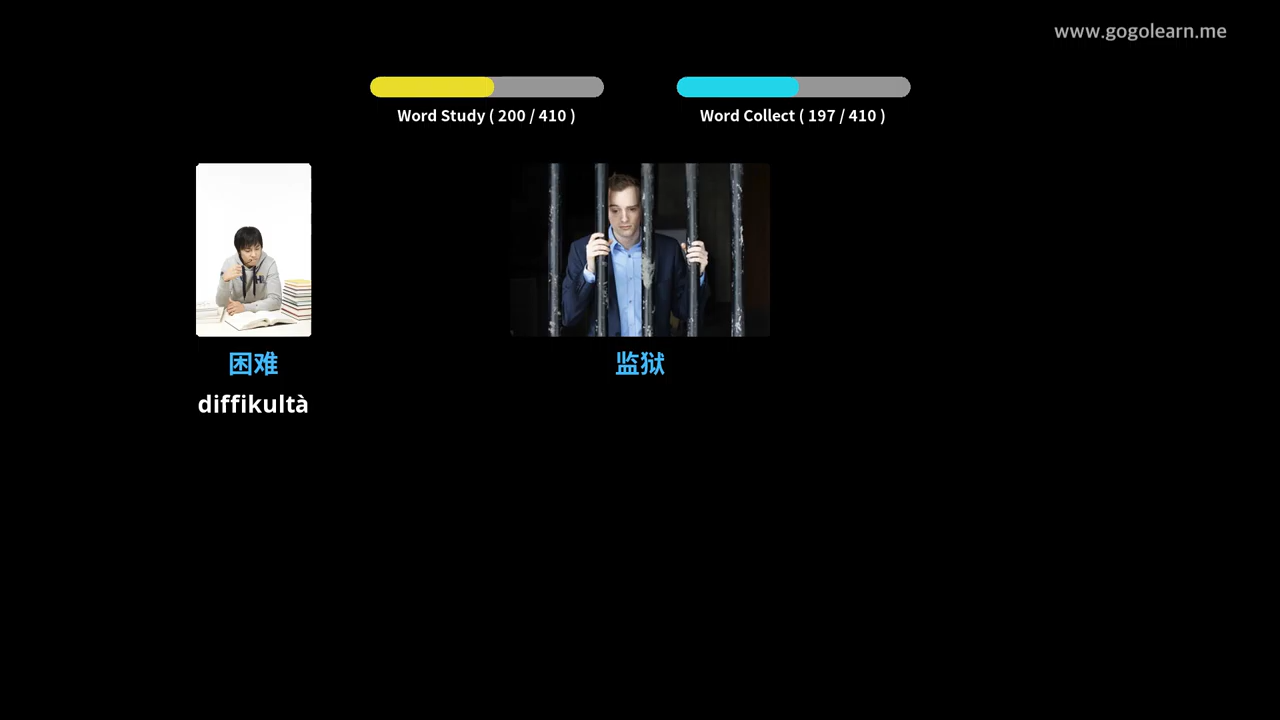 www.gogolearn.me
Word Study ( 200 / 410 )
Word Collect ( 197 / 410 )
困难
监狱
diffikultà